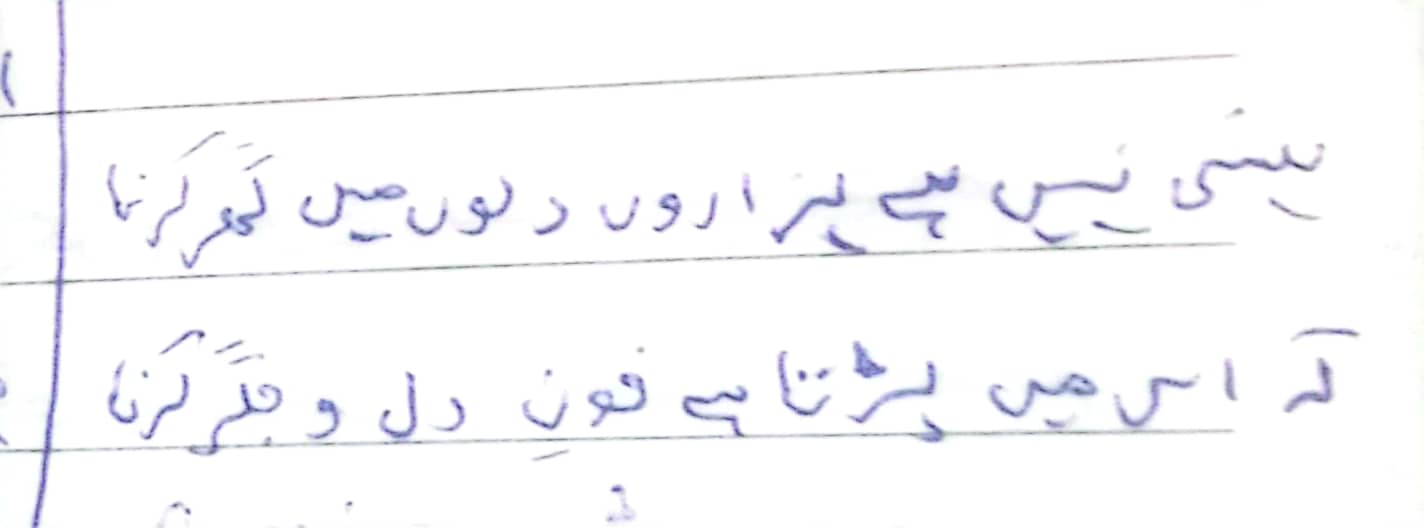 ہنسی نہیں ہے ہزاروں دلوں میں گھر کرنا
کہ اس میں پڑتا ہے خونِ دل و جگر کرنا